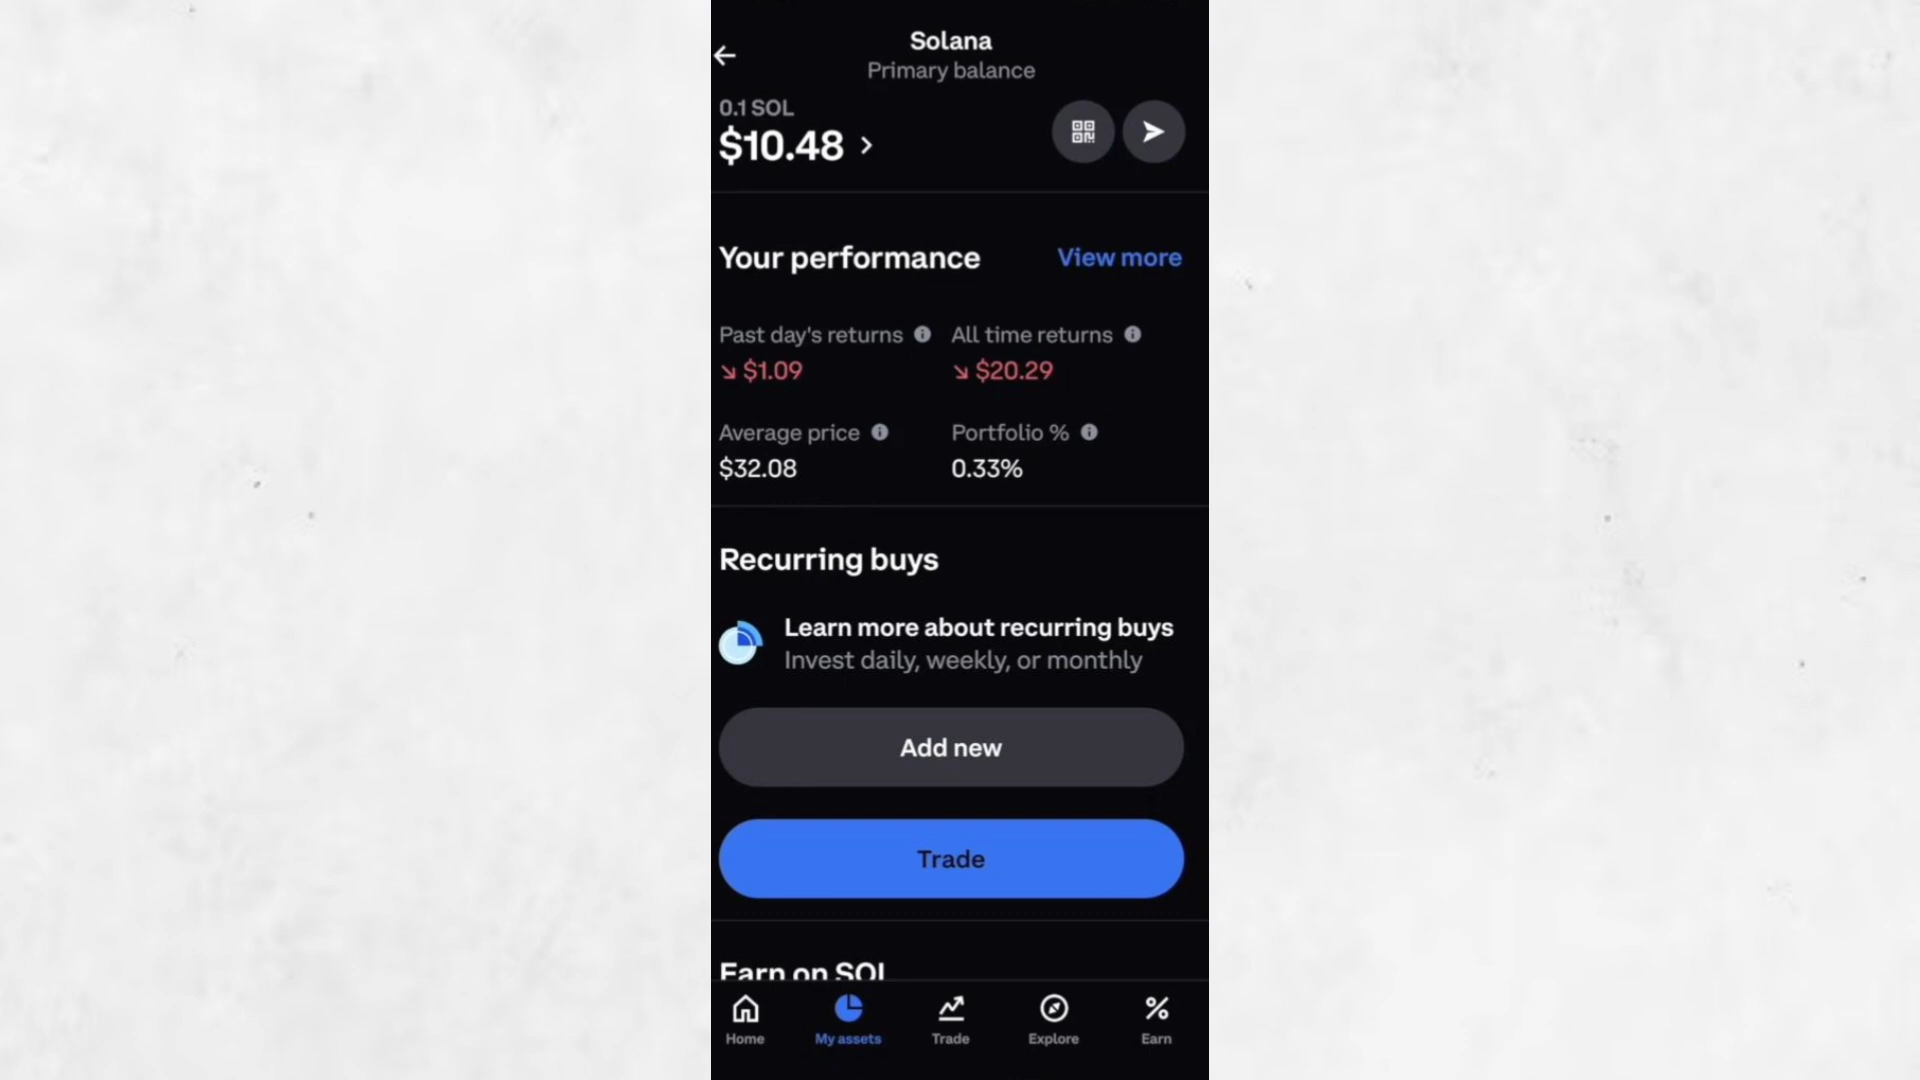 Solana
Primary balance
0.1 SOL
$10.48
Your performance
View more
Past day's returns
All time returns
$1.09
$20.29
Average price
Portfolio %
$32.08
0.33%
Recurring buys
Learn more about recurring buys
Invest daily, weekly, or monthly
Add new
Trade
Earn on SOL
Home
My assets
Trade
Explore
Earn